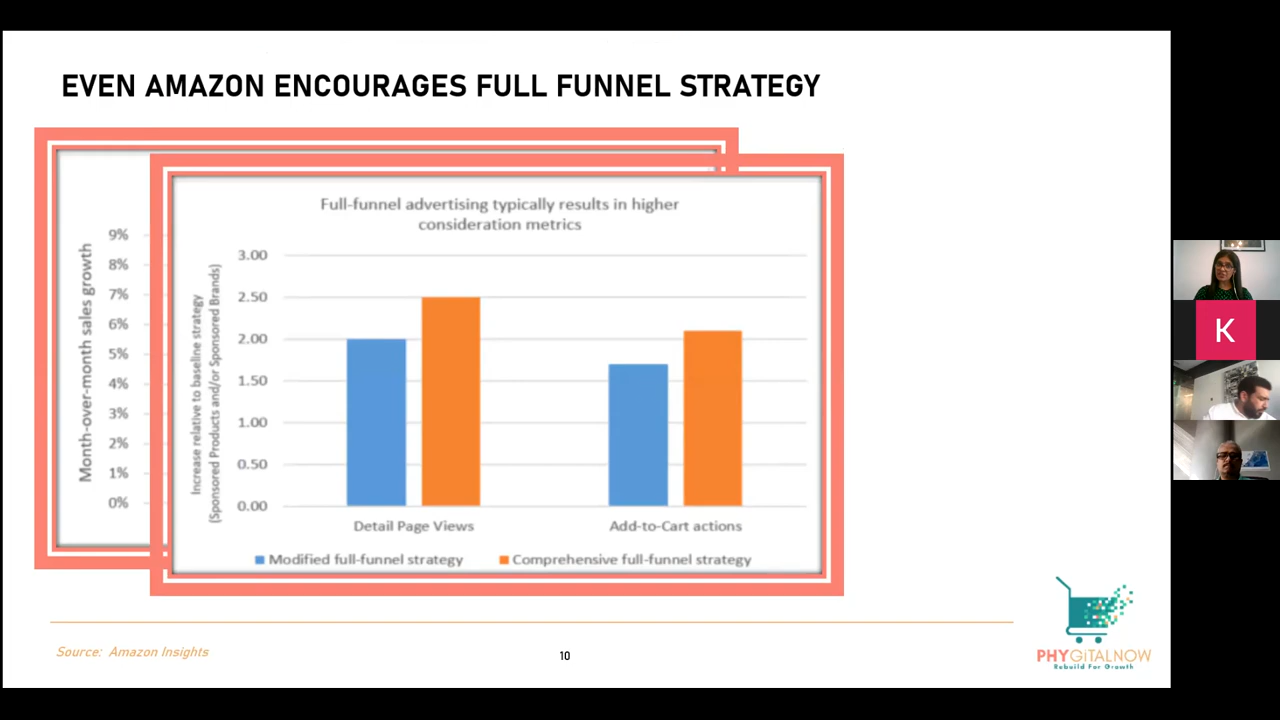 EVEN AMAZON ENCOURAGES FULL FUNNEL STRATEGY
Month-over-month sales growth
9%
8%
7%
6%
5%
4%
3%
2%
1%
0%
Full-funnel advertising typically results in higher
consideration metrics
Increase relative to baseline strategy
(Sponsored Products and/or Sponsored Brands)
3.00
2.50
2.00
1.50
1.00
0.50
0.00
Detail Page Views Add-to-Cart actions
Modified full-funnel strategy Comprehensive full-funnel strategy
Source: Amazon Insights
10
PHYGiTALNOW
Rebuild For Growth
K